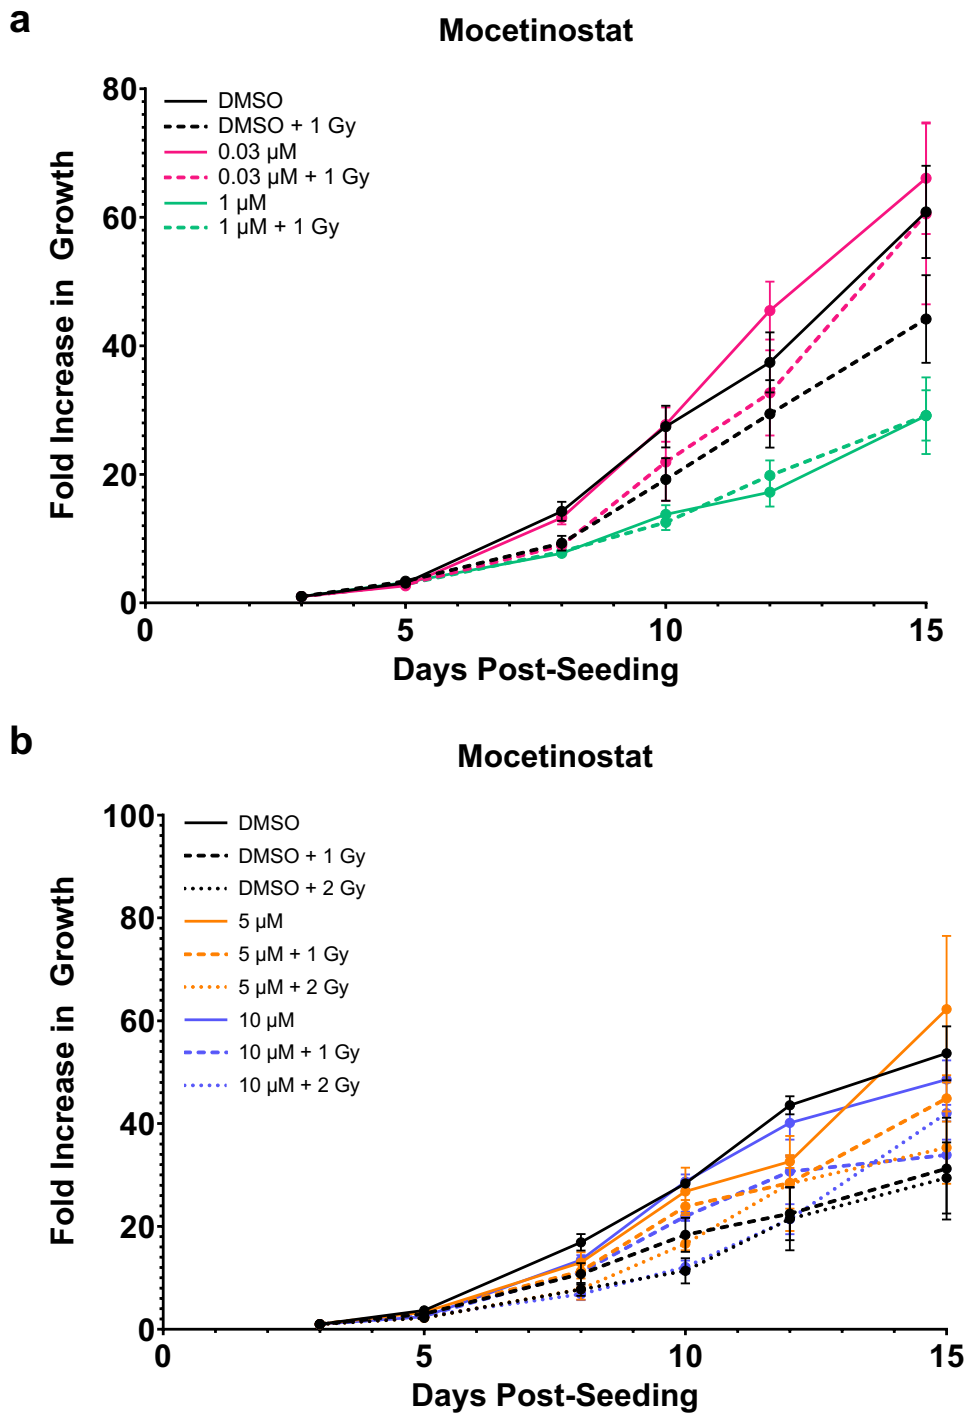 a
Mocetinostat
80
60
40
20
0
Fold Increase in Growth
DMSO
DMSO + 1 Gy
0.03 µM
0.03 µM + 1 Gy
1 µM
1 µM + 1 Gy
0 5 10 15
Days Post-Seeding
b
Mocetinostat
100
80
60
40
20
0
Fold Increase in Growth
DMSO
DMSO + 1 Gy
DMSO + 2 Gy
5 µM
5 µM + 1 Gy
5 µM + 2 Gy
10 µM
10 µM + 1 Gy
10 µM + 2 Gy
0 5 10 15
Days Post-Seeding